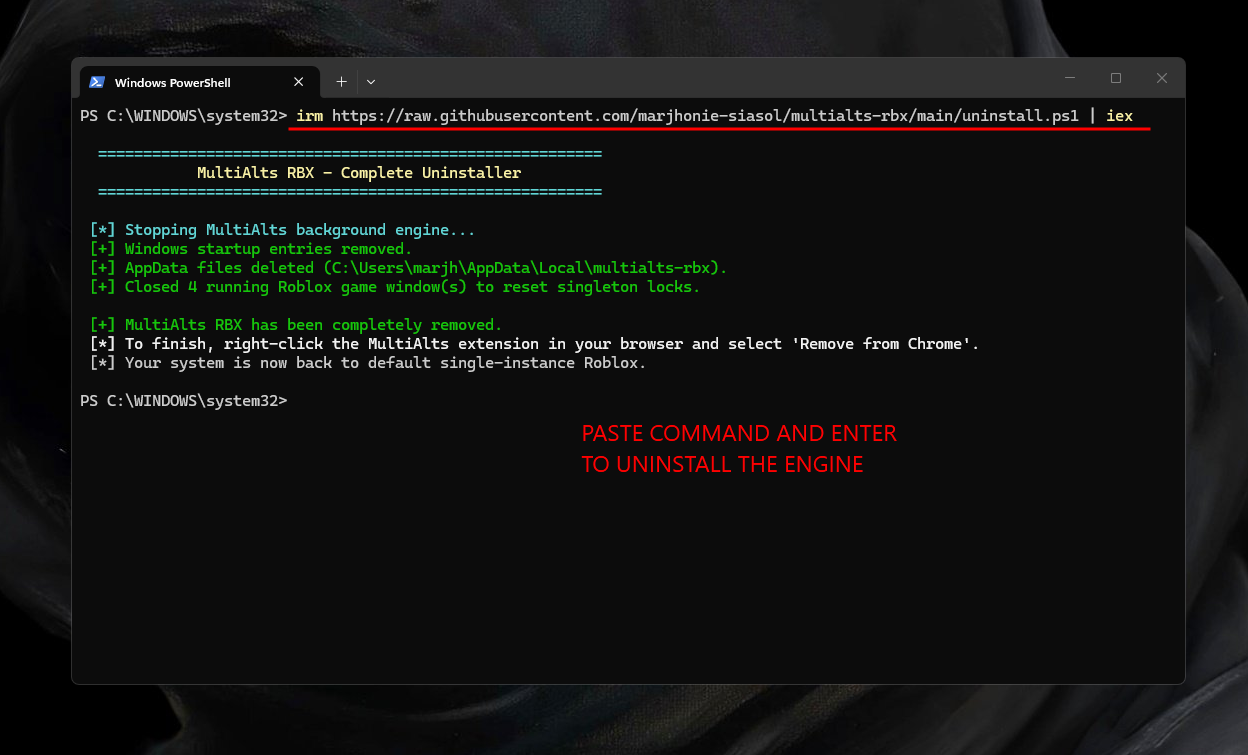 Windows PowerShell
PS C:\WINDOWS\system32> irm https://raw.githubusercontent.com/marjhonie-siasol/multialts-rbx/main/uninstall.ps1 | iex
========================================================
MultiAlts RBX - Complete Uninstaller
========================================================
[*] Stopping MultiAlts background engine...
[+] Windows startup entries removed.
[+] AppData files deleted (C:\Users\marjh\AppData\Local\multialts-rbx).
[+] Closed 4 running Roblox game window(s) to reset singleton locks.
[+] MultiAlts RBX has been completely removed.
[*] To finish, right-click the MultiAlts extension in your browser and select 'Remove from Chrome'.
[*] Your system is now back to default single-instance Roblox.
PS C:\WINDOWS\system32>
PASTE COMMAND AND ENTER
TO UNINSTALL THE ENGINE